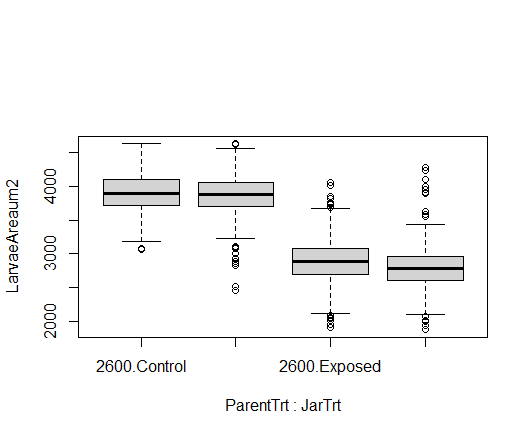 LarvaeAreaum2
4000
3000
2000
2600.Control 2600.Exposed
ParentTrt : JarTrt